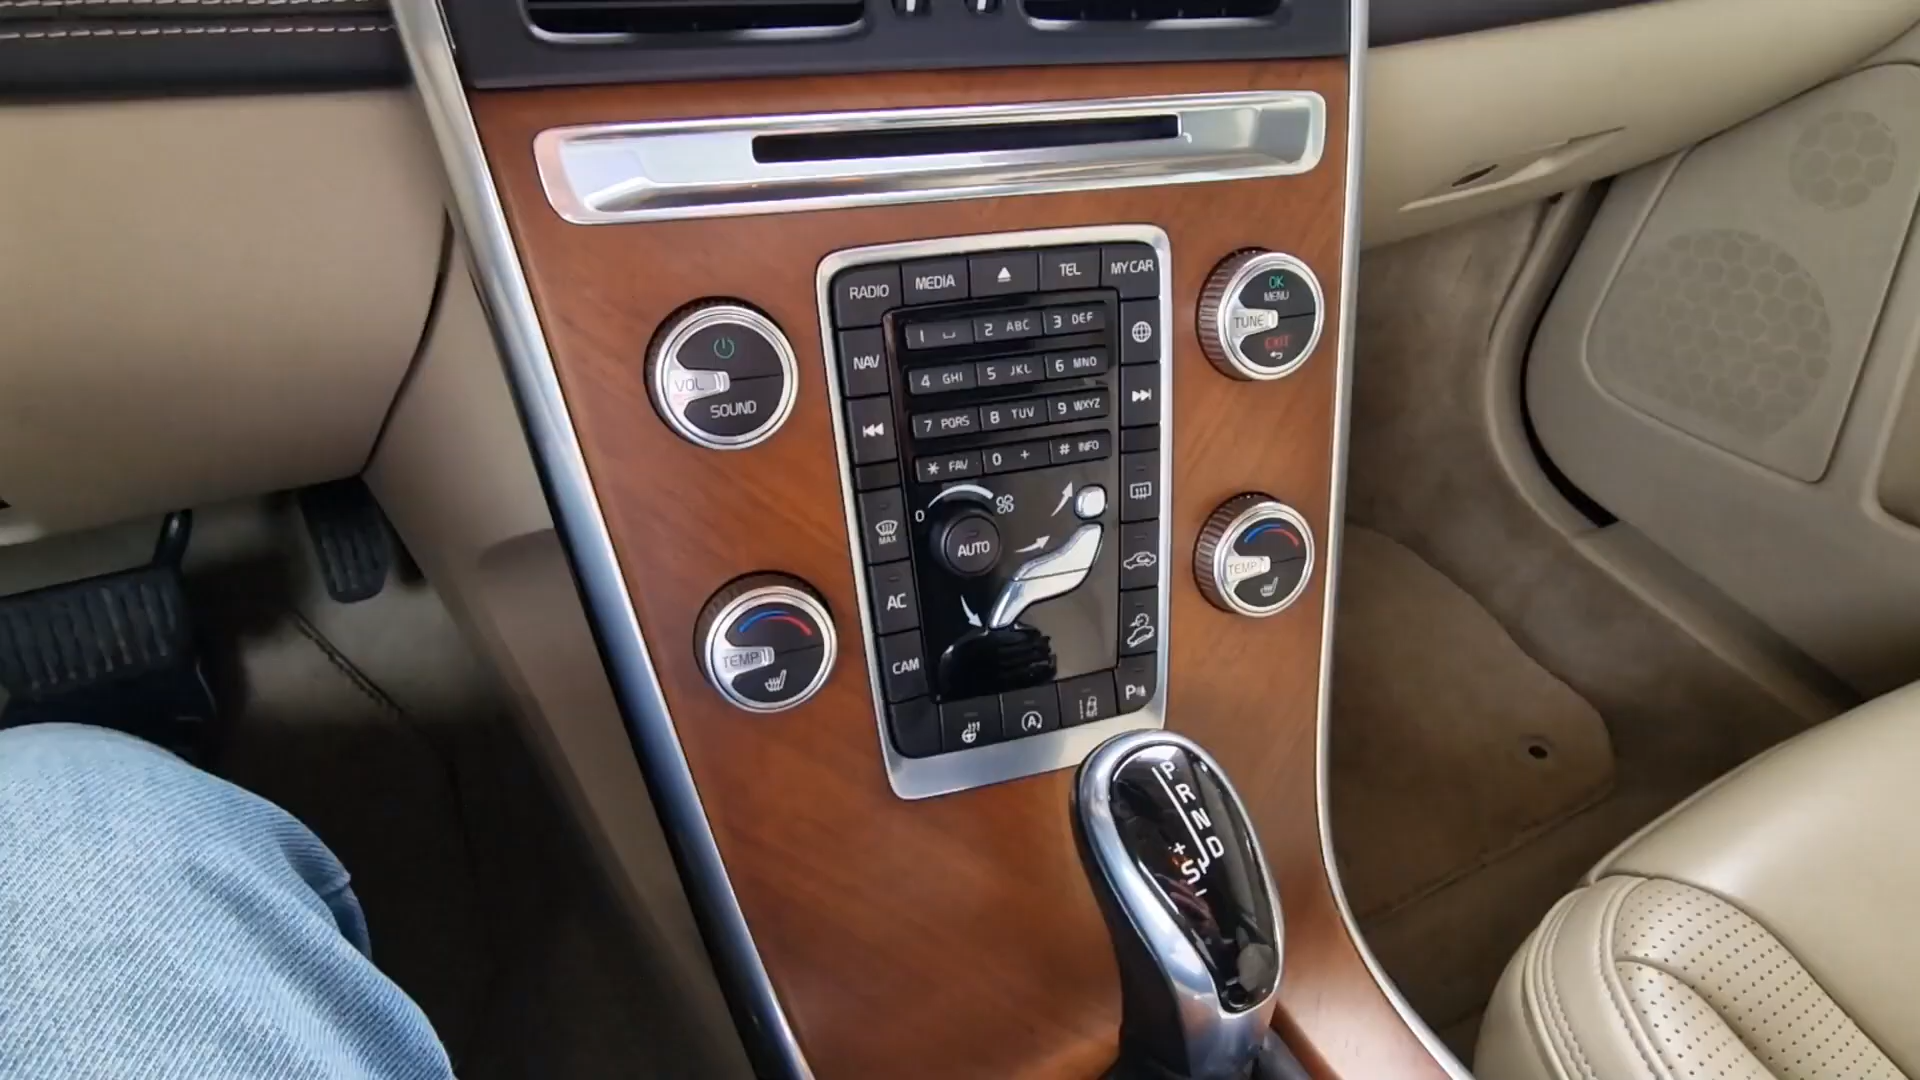 RADIO
MEDIA
TEL
MY CAR
NAV
1
2 ABC
3 DEF
4 GHI
5 JKL
6 MNO
7 PQRS
8 TUV
9 WXYZ
* FAV
0 +
# INFO
OK
MENU
TUNE
EXIT
VOL
SOUND
0
AUTO
MAX
AC
CAM
TEMP
TEMP
A
P
P
R
N
D
+
S
-